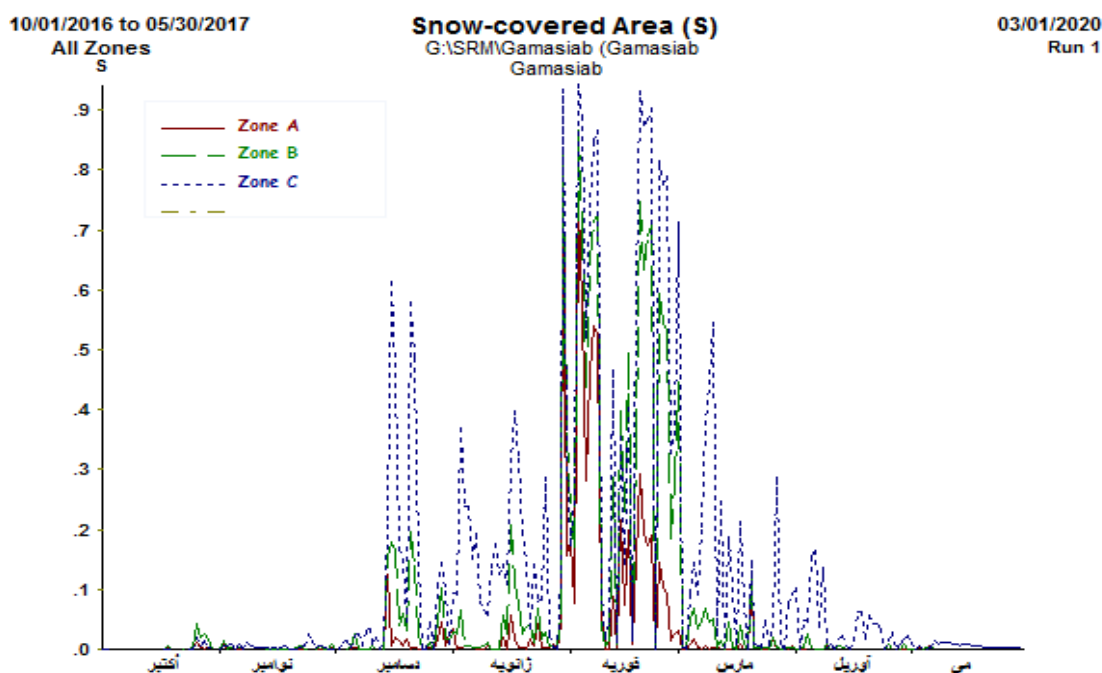 10/01/2016 to 05/30/2017
Snow-covered Area (S)
03/01/2020
All Zones
G:\SRM\Gamasiab (Gamasiab
Run 1
Gamasiab
S
Zone A
Zone B
Zone C
.9
.8
.7
.6
.5
.4
.3
.2
.1
.0
أکتبر
نوامبر
دسامبر
ژانویه
فوریه
مارس
آوریل
می